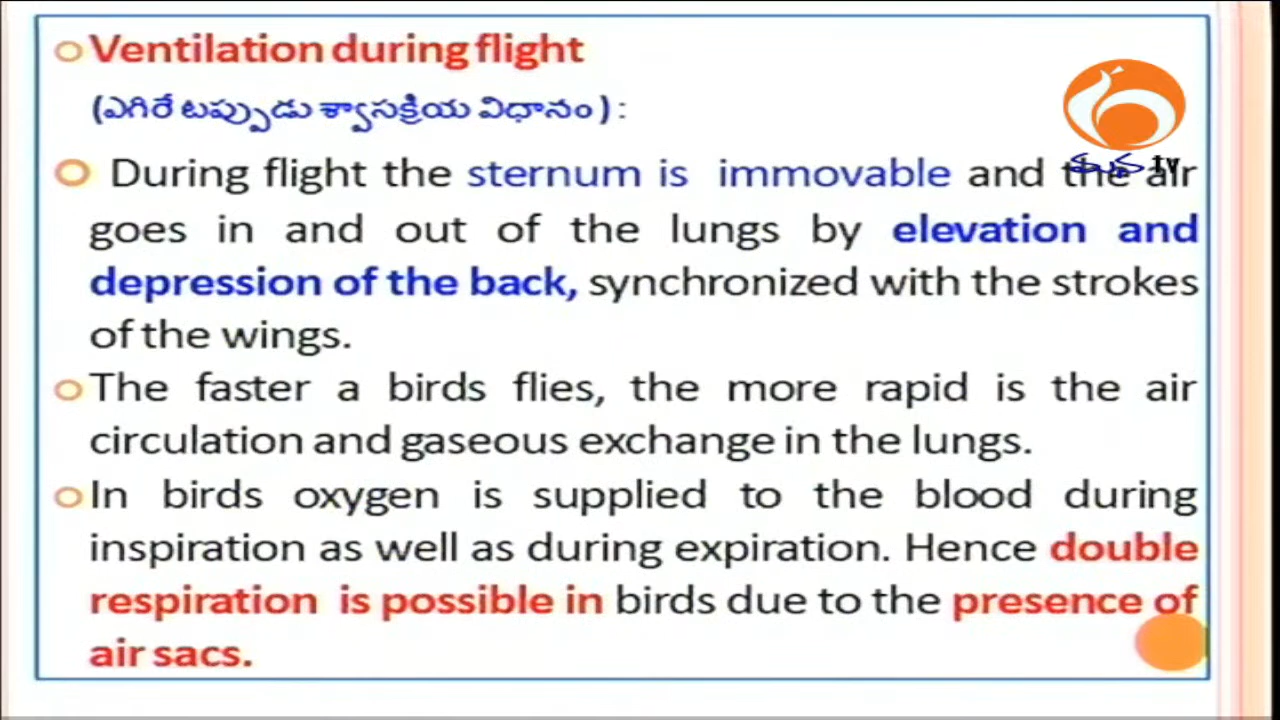 Ventilation during flight
(ఎగిరే టప్పుడు శ్వాసక్రియ విధానం) :
During flight the sternum is immovable and the air
goes in and out of the lungs by elevation and
depression of the back, synchronized with the strokes
of the wings.
The faster a birds flies, the more rapid is the air
circulation and gaseous exchange in the lungs.
In birds oxygen is supplied to the blood during
inspiration as well as during expiration. Hence double
respiration is possible in birds due to the presence of
air sacs.
మన tv